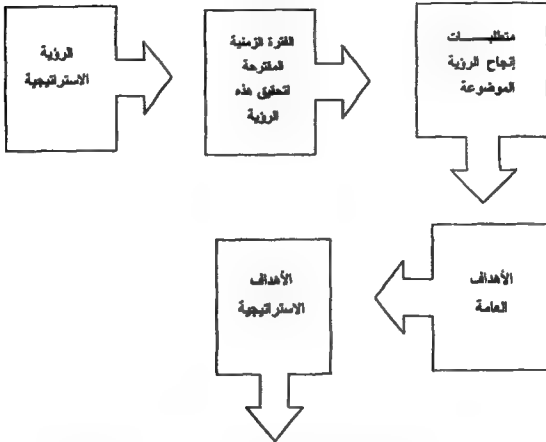 الرؤية
الاستراتيجية
الفترة الزمنية
المقترحة
لتحقيق هذه
الرؤية
متطلبـــــات
إنجاح الرؤية
الموضوعة
الأهداف
العامة
الأهداف
الاستراتيجية